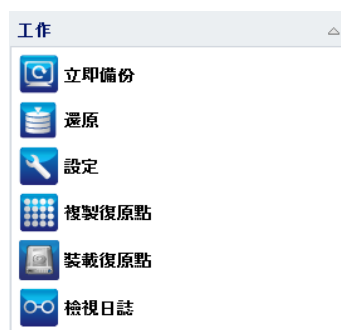 工作
立即備份
還原
設定
複製復原點
裝載復原點
檢視日誌